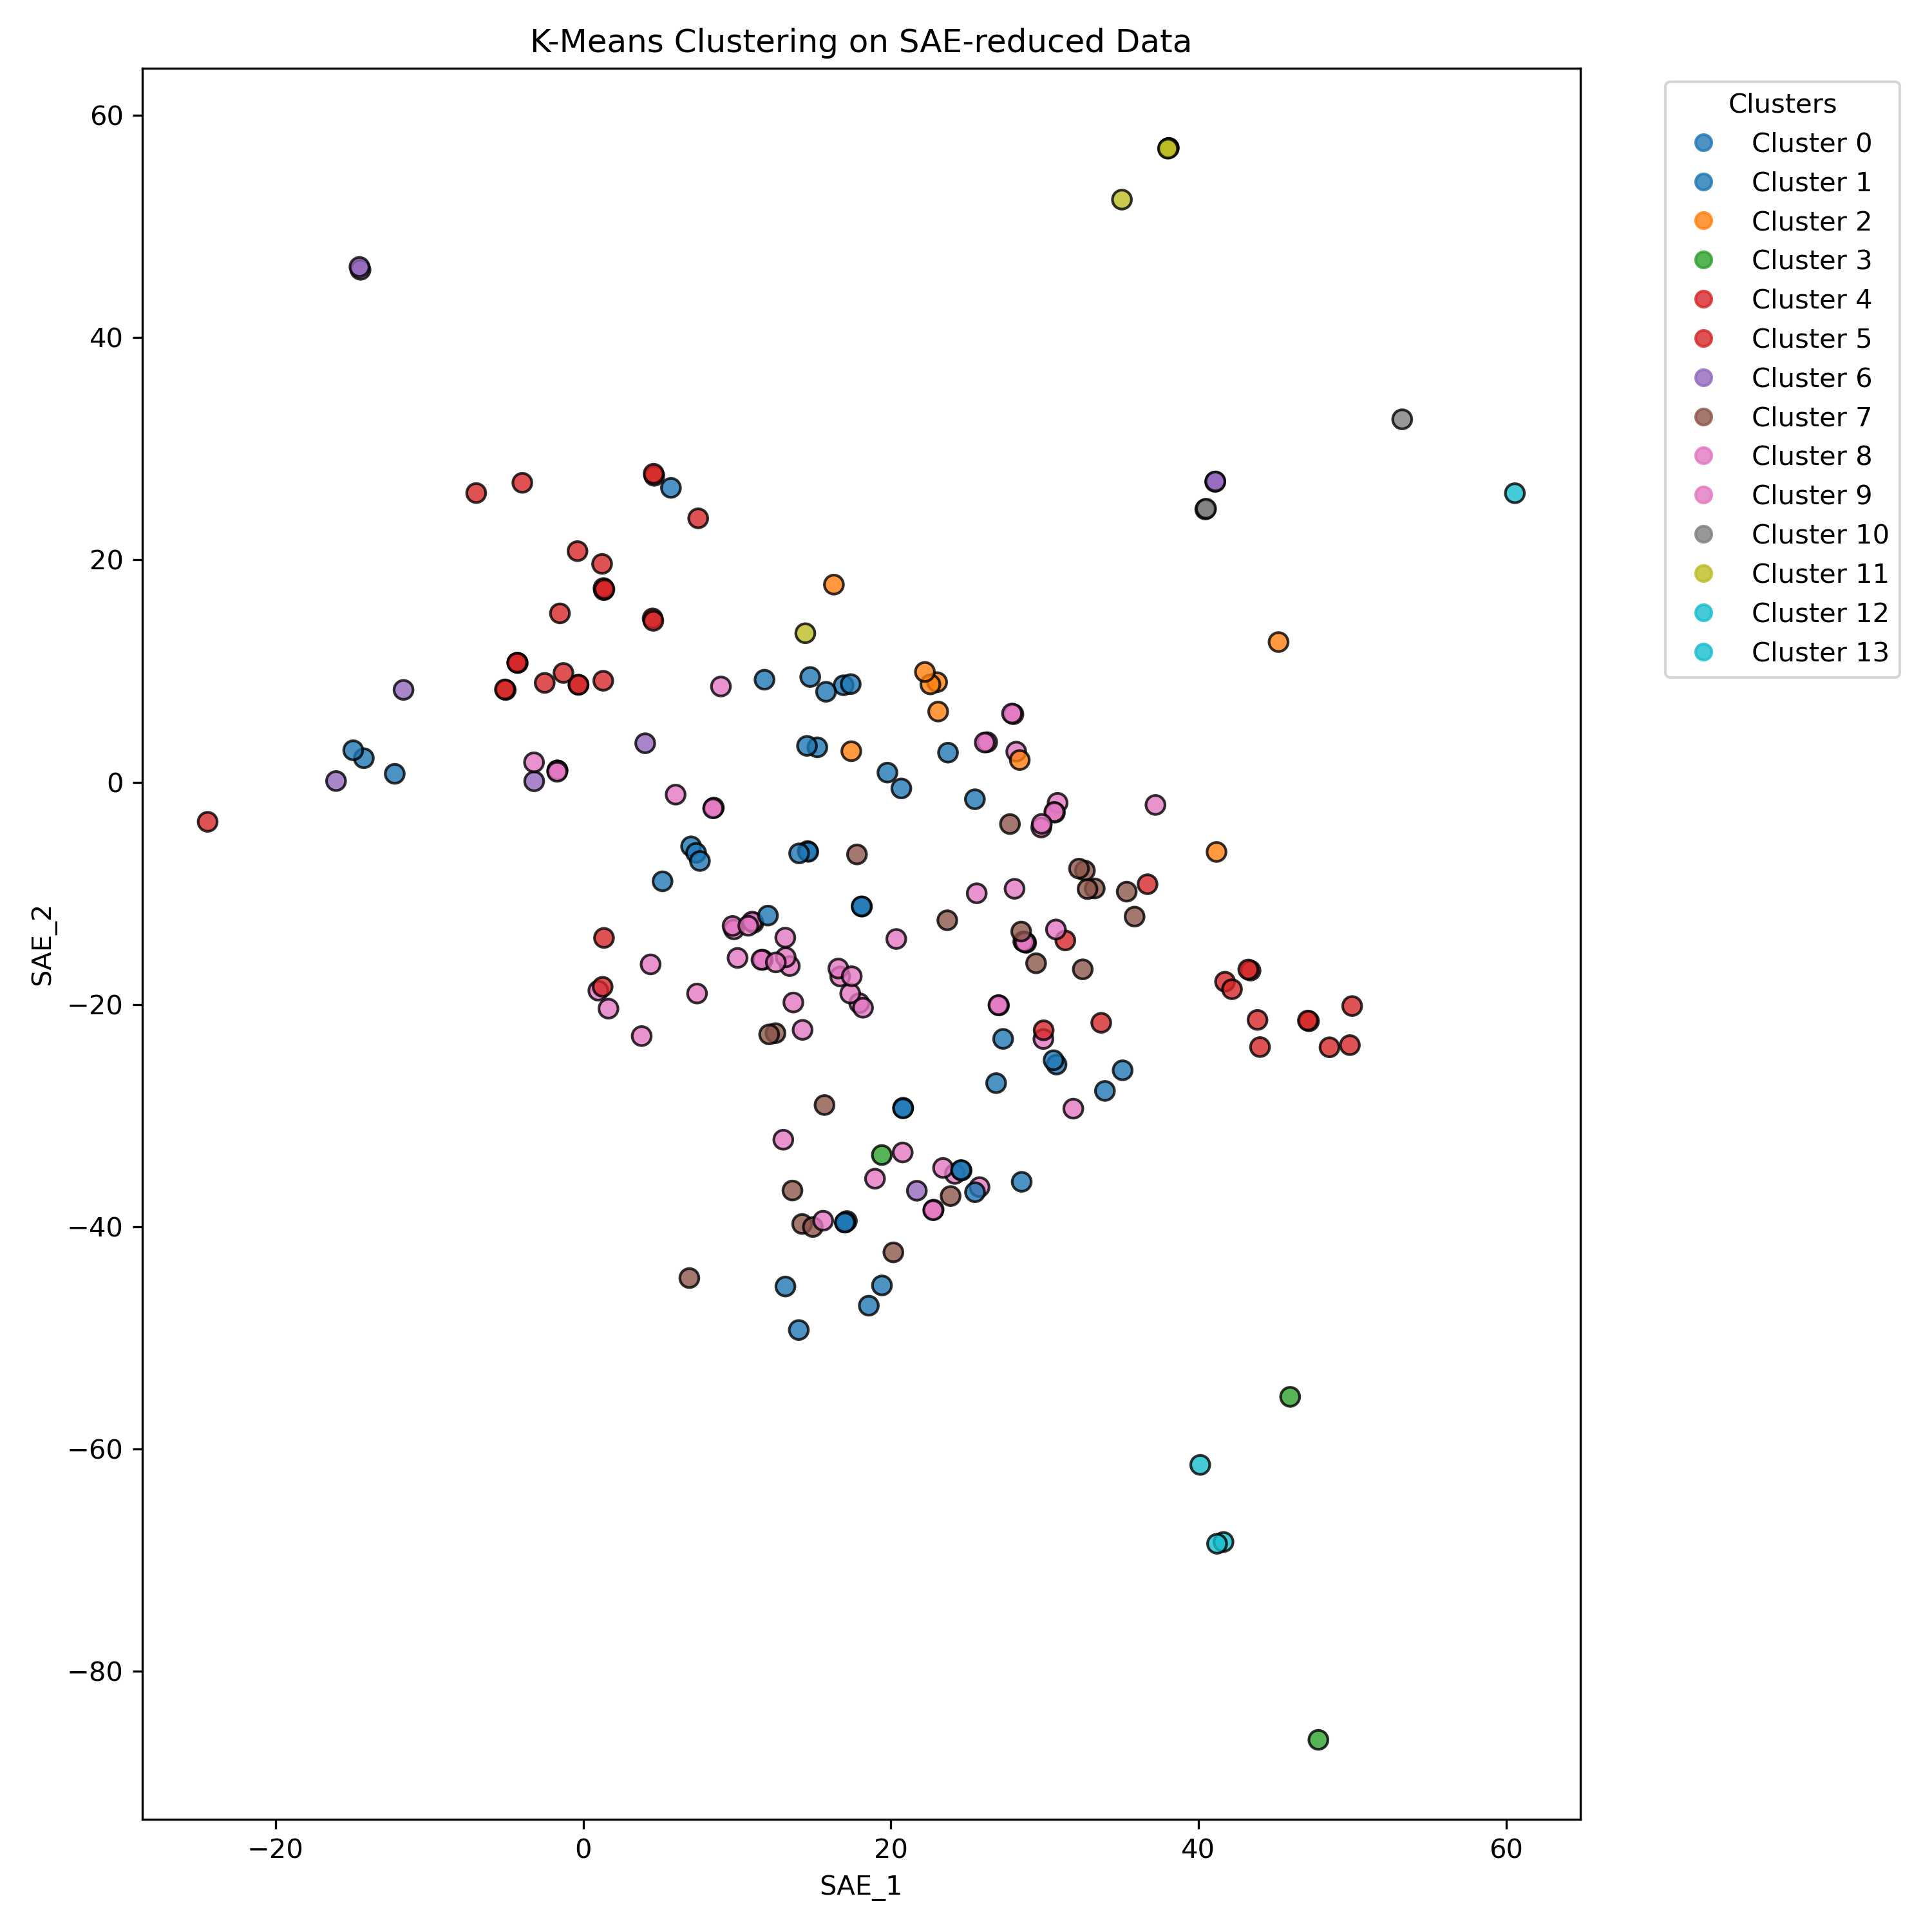 K-Means Clustering on SAE-reduced Data
Clusters
Cluster 0
Cluster 1
Cluster 2
Cluster 3
Cluster 4
Cluster 5
Cluster 6
Cluster 7
Cluster 8
Cluster 9
Cluster 10
Cluster 11
Cluster 12
Cluster 13
SAE_2
60
40
20
0
−20
−40
−60
−80
−20
0
20
40
60
SAE_1